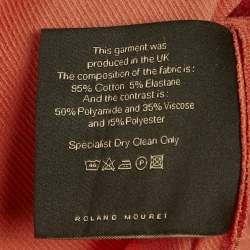 This garment was
produced in the UK
The composition of the fabric is :
95% Cotton 5% Elastane
And the contrast is :
50% Polyamide and 35% Viscose
and 15% Polyester
Specialist Dry Clean Only
ROLAND MOURET